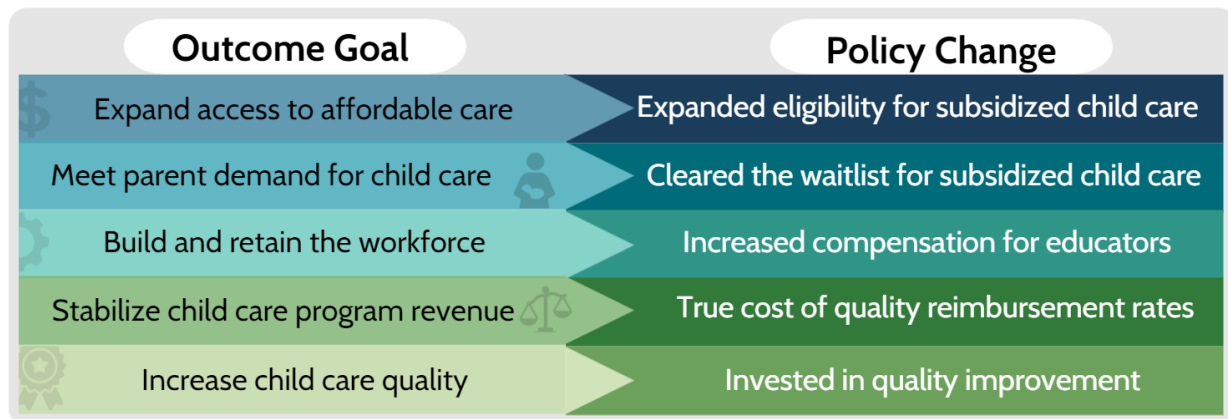 Outcome Goal
Policy Change
Expand access to affordable care
Expanded eligibility for subsidized child care
Meet parent demand for child care
Cleared the waitlist for subsidized child care
Build and retain the workforce
Increased compensation for educators
Stabilize child care program revenue
True cost of quality reimbursement rates
Increase child care quality
Invested in quality improvement